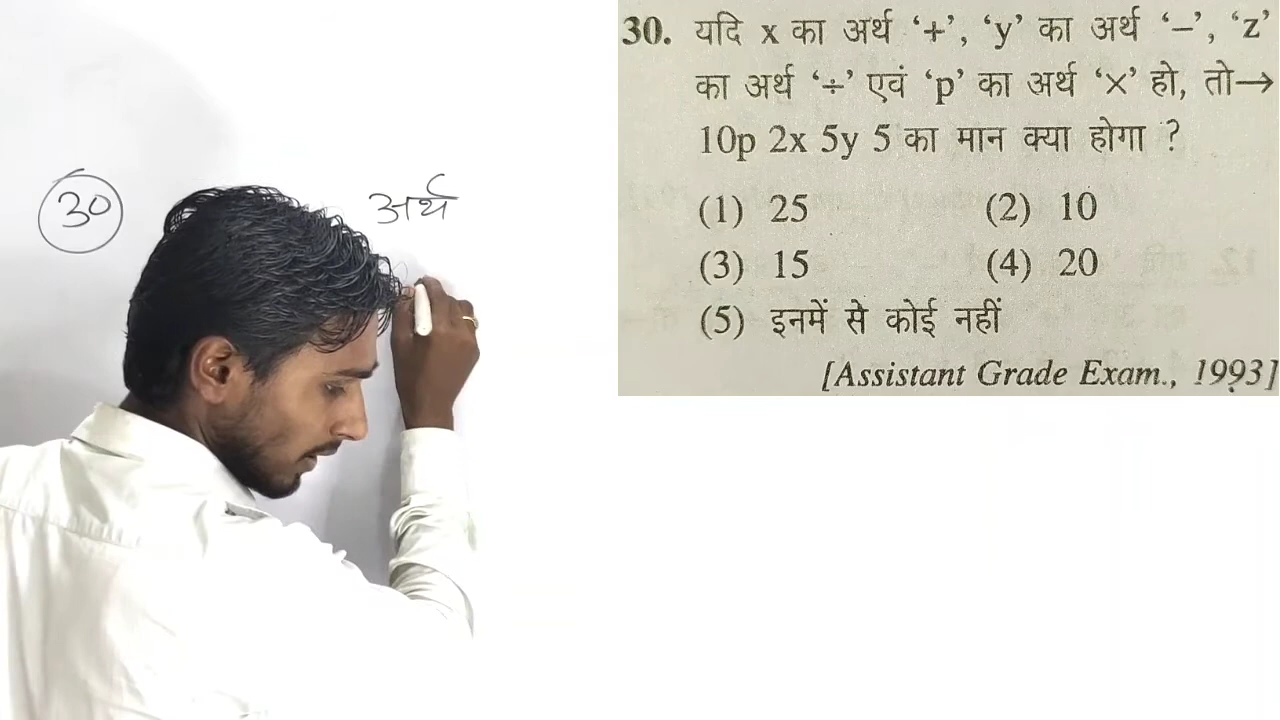 30
अर्थ
30. यदि x का अर्थ ‘+’, ‘y’ का अर्थ ‘–’, ‘z’
का अर्थ ‘÷’ एवं ‘p’ का अर्थ ‘×’ हो, तो→
10p 2x 5y 5 का मान क्या होगा ?
(1) 25 (2) 10
(3) 15 (4) 20
(5) इनमें से कोई नहीं
[Assistant Grade Exam., 1993]